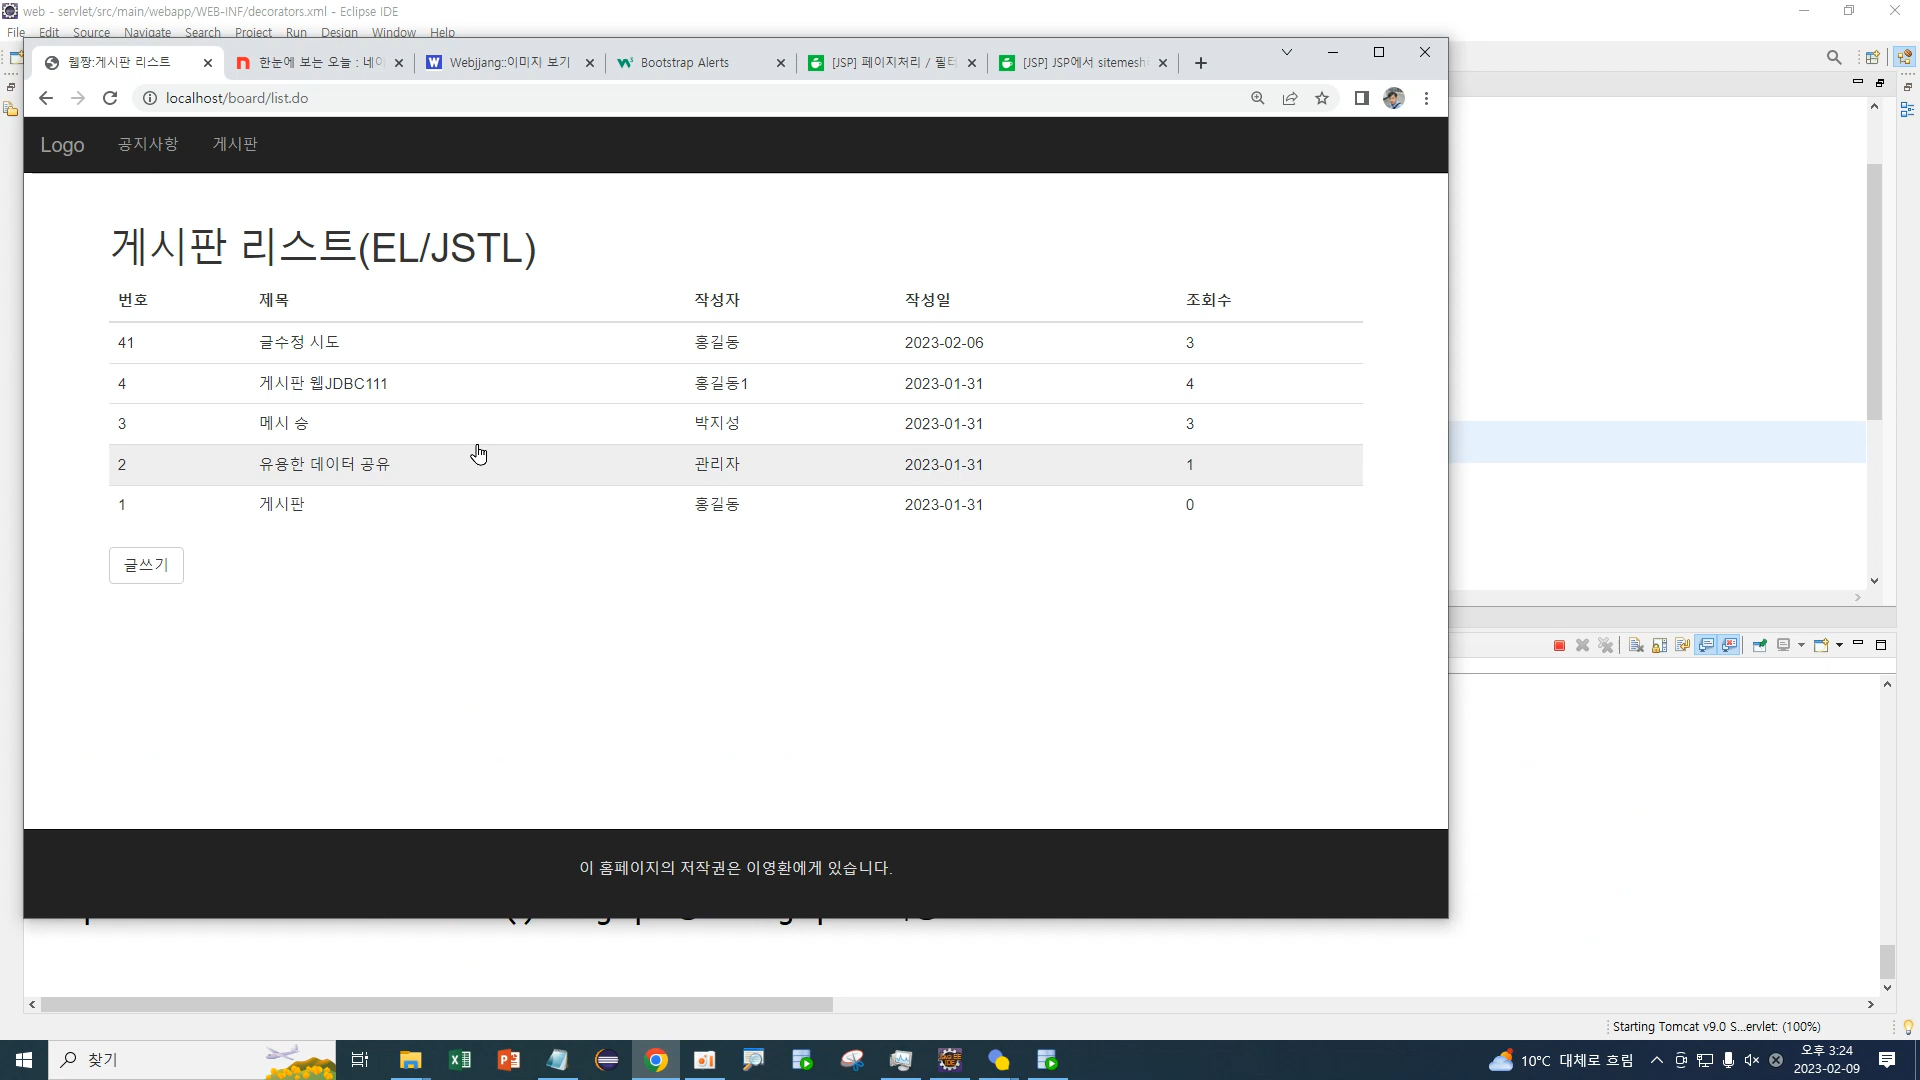 web - servlet/src/main/webapp/WEB-INF/decorators.xml - Eclipse IDE
File Edit Source Navigate Search Project Run Design Window Help
웹짱:게시판 리스트
한눈에 보는 오늘 : 네이
Webjjang::이미지 보기
Bootstrap Alerts
[JSP] 페이지처리 / 필터
[JSP] JSP에서 sitemesh
localhost/board/list.do
Logo 공지사항 게시판
게시판 리스트(EL/JSTL)
번호 제목 작성자 작성일 조회수
41 글수정 시도 홍길동 2023-02-06 3
4 게시판 웹JDBC111 홍길동1 2023-01-31 4
3 메시 승 박지성 2023-01-31 3
2 유용한 데이터 공유 관리자 2023-01-31 1
1 게시판 홍길동 2023-01-31 0
글쓰기
이 홈페이지의 저작권은 이영환에게 있습니다.
Starting Tomcat v9.0 S...ervlet: (100%)
찾기
10°C 대체로 흐림
오후 3:24
2023-02-09